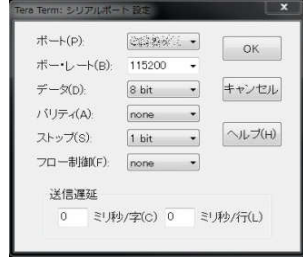 Tera Term: シリアルポート 設定
ポート(P):
OK
ボー・レート(B): 115200
データ(D): 8 bit
キャンセル
パリティ(A): none
ストップ(S): 1 bit
ヘルプ(H)
フロー制御(F): none
送信遅延
0 ミリ秒/字(C) 0 ミリ秒/行(L)